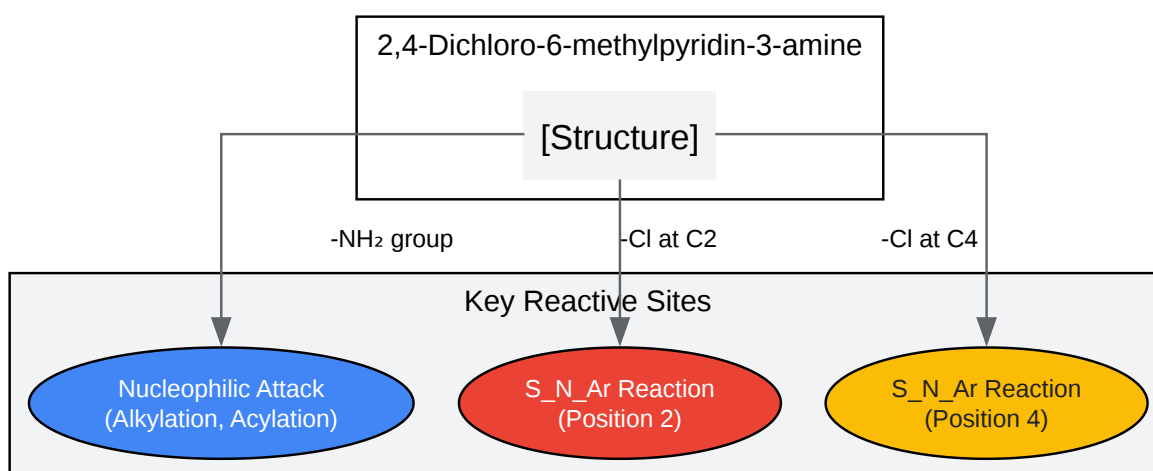 2,4-Dichloro-6-methylpyridin-3-amine
[Structure]
-NH₂ group
-Cl at C2
-Cl at C4
Key Reactive Sites
Nucleophilic Attack
(Alkylation, Acylation)
S_N_Ar Reaction
(Position 2)
S_N_Ar Reaction
(Position 4)